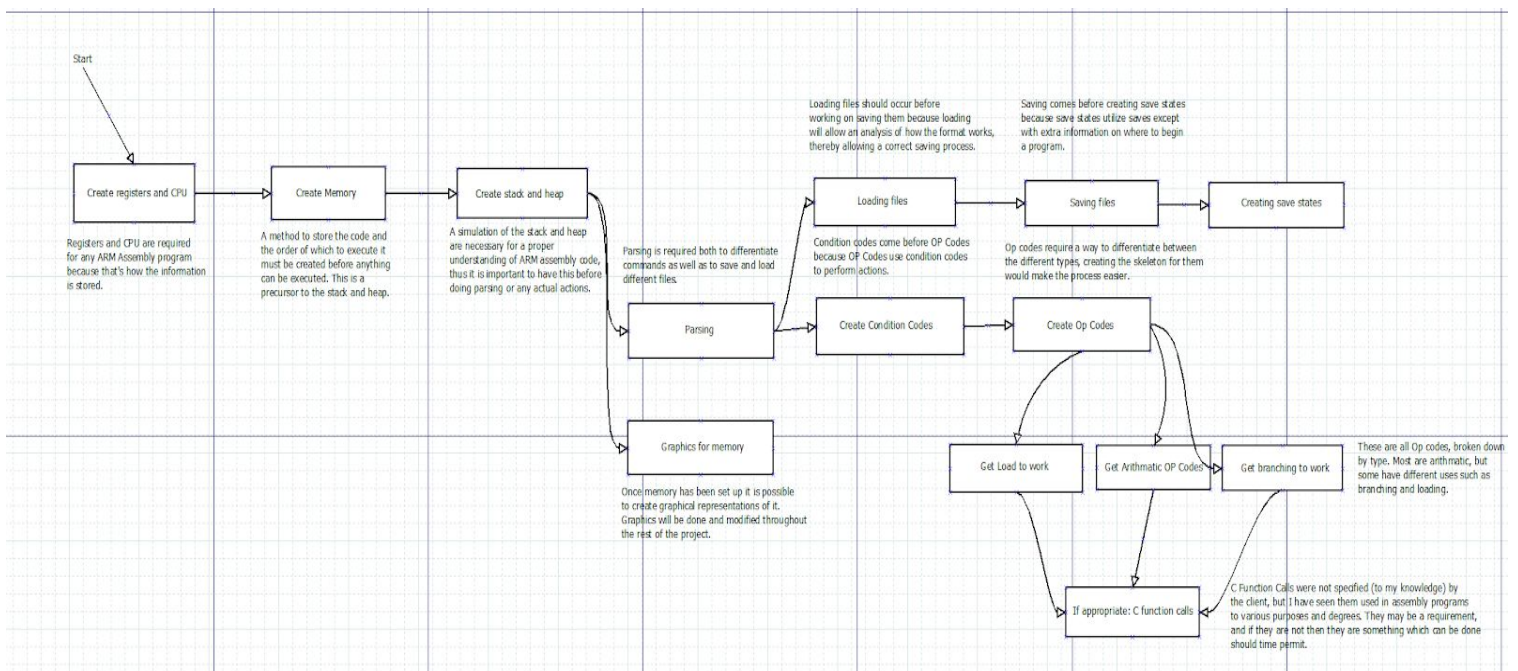 Start
Create registers and CPU
Registers and CPU are required
for any ARM Assembly program
because that's how the information
is stored.
Create Memory
A method to store the code and
the order of which to execute it
must be created before anything
can be executed. This is a
precursor to the stack and heap.
Create stack and heap
A simulation of the stack and heap
are necessary for a proper
understanding of ARM assembly code,
thus it is important to have this before
doing parsing or any actual actions.
Parsing is required both to differentiate
commands as well as to save and load
different files.
Parsing
Graphics for memory
Once memory has been set up it is possible
to create graphical representations of it.
Graphics will be done and modified throughout
the rest of the project.
Loading files should occur before
working on saving them because loading
will allow an analysis of how the format works,
thereby allowing a correct saving process.
Loading files
Saving comes before creating save states
because save states utilize saves except
with extra information on where to begin
a program.
Saving files
Creating save states
Condition codes come before OP Codes
because OP Codes use condition codes
to perform actions.
Create Condition Codes
Op codes require a way to differentiate between
the different types, creating the skeleton for them
would make the process easier.
Create Op Codes
Get Load to work
Get Arithmatic OP Codes
Get branching to work
These are all Op codes, broken down
by type. Most are arthmatic, but
some have different uses such as
branching and loading.
If appropriate: C function calls
C Function Calls were not specified (to my knowledge) by
the client, but I have seen them used in assembly programs
to various purposes and degrees. They may be a requirement,
and if they are not then they are something which can be done
should time permit.